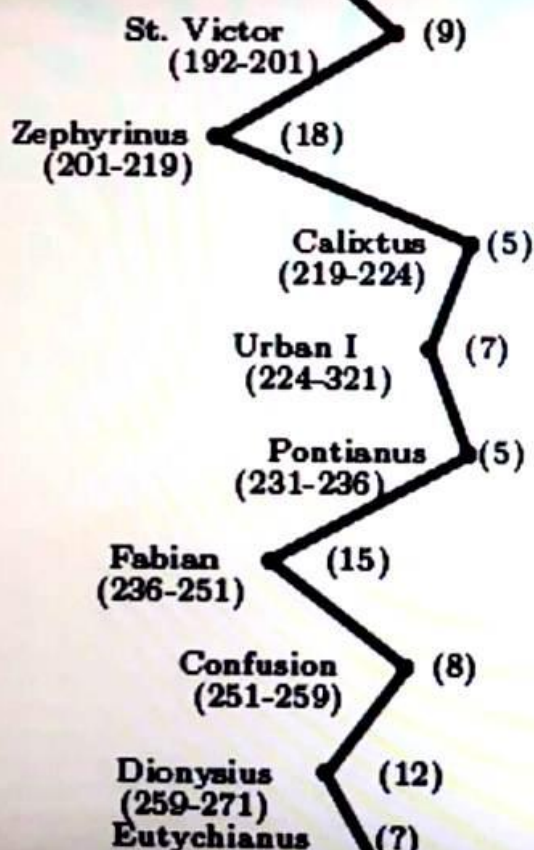 St. Victor (9)
(192-201)
Zephyrinus (18)
(201-219)
Calixtus (5)
(219-224)
Urban I (7)
(224-321)
Pontianus (5)
(231-236)
Fabian (15)
(236-251)
Confusion (8)
(251-259)
Dionysius (12)
(259-271)
Eutychianus (7)